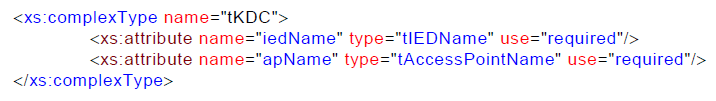 <xs:complexType name="tKDC">
<xs:attribute name="iedName" type="tIEDName" use="required"/>
<xs:attribute name="apName" type="tAccessPointName" use="required"/>
</xs:complexType>